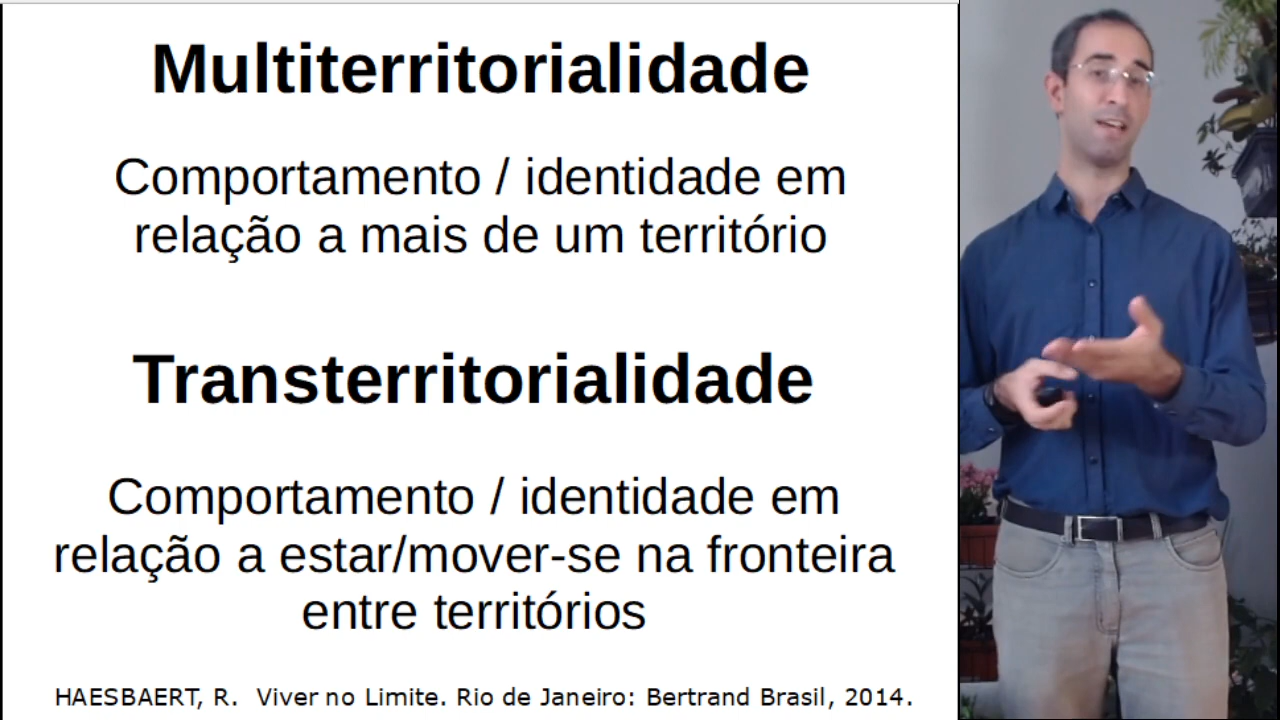 Multiterritorialidade
Comportamento / identidade em
relação a mais de um território
Transterritorialidade
Comportamento / identidade em
relação a estar/mover-se na fronteira
entre territórios
HAESBAERT, R. Viver no Limite. Rio de Janeiro: Bertrand Brasil, 2014.